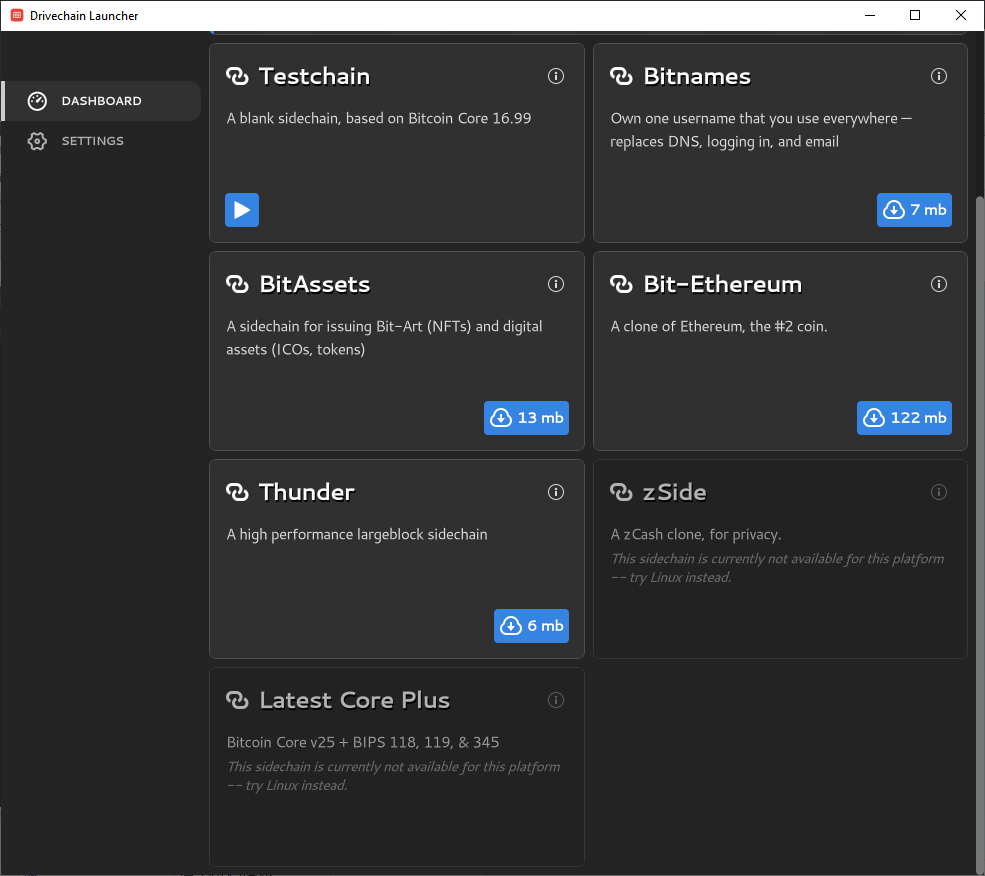 Drivechain Launcher
DASHBOARD
SETTINGS
Testchain
A blank sidechain, based on Bitcoin Core 16.99
Bitnames
Own one username that you use everywhere —
replaces DNS, logging in, and email
7 mb
BitAssets
A sidechain for issuing Bit-Art (NFTs) and digital
assets (ICOs, tokens)
13 mb
Bit-Ethereum
A clone of Ethereum, the #2 coin.
122 mb
Thunder
A high performance largeblock sidechain
6 mb
zSide
A zCash clone, for privacy.
This sidechain is currently not available for this platform
-- try Linux instead.
Latest Core Plus
Bitcoin Core v25 + BIPS 118, 119, & 345
This sidechain is currently not available for this platform
-- try Linux instead.